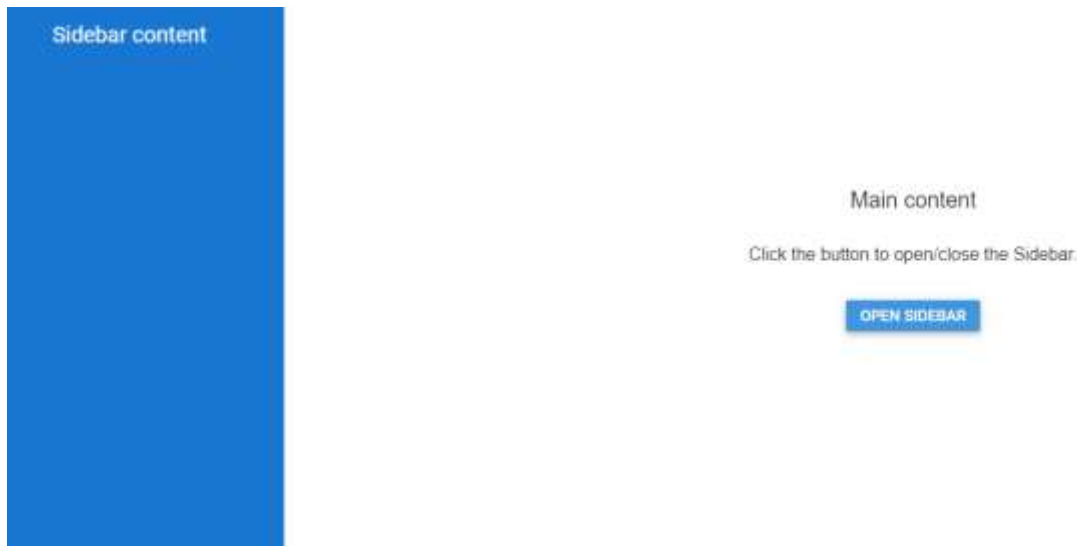 Sidebar content
Main content
Click the button to open/close the Sidebar.
OPEN SIDEBAR